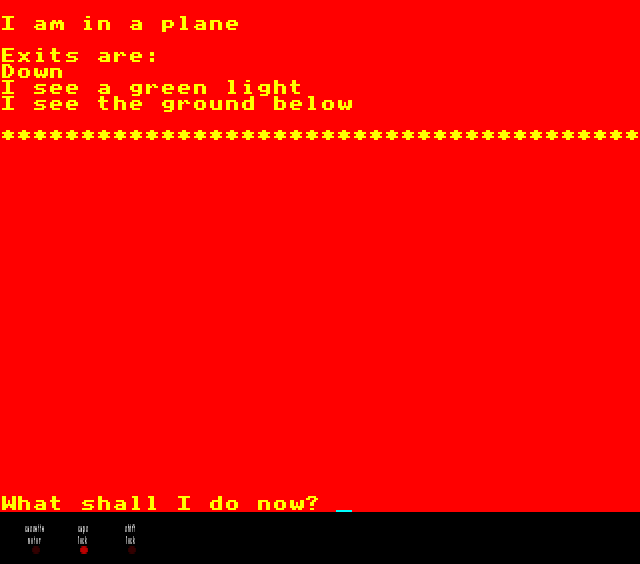 I am in a plane
Exits are:
Down
I see a green light
I see the ground below
****************************************
What shall I do now? _
cassette motor
caps lock
shift lock